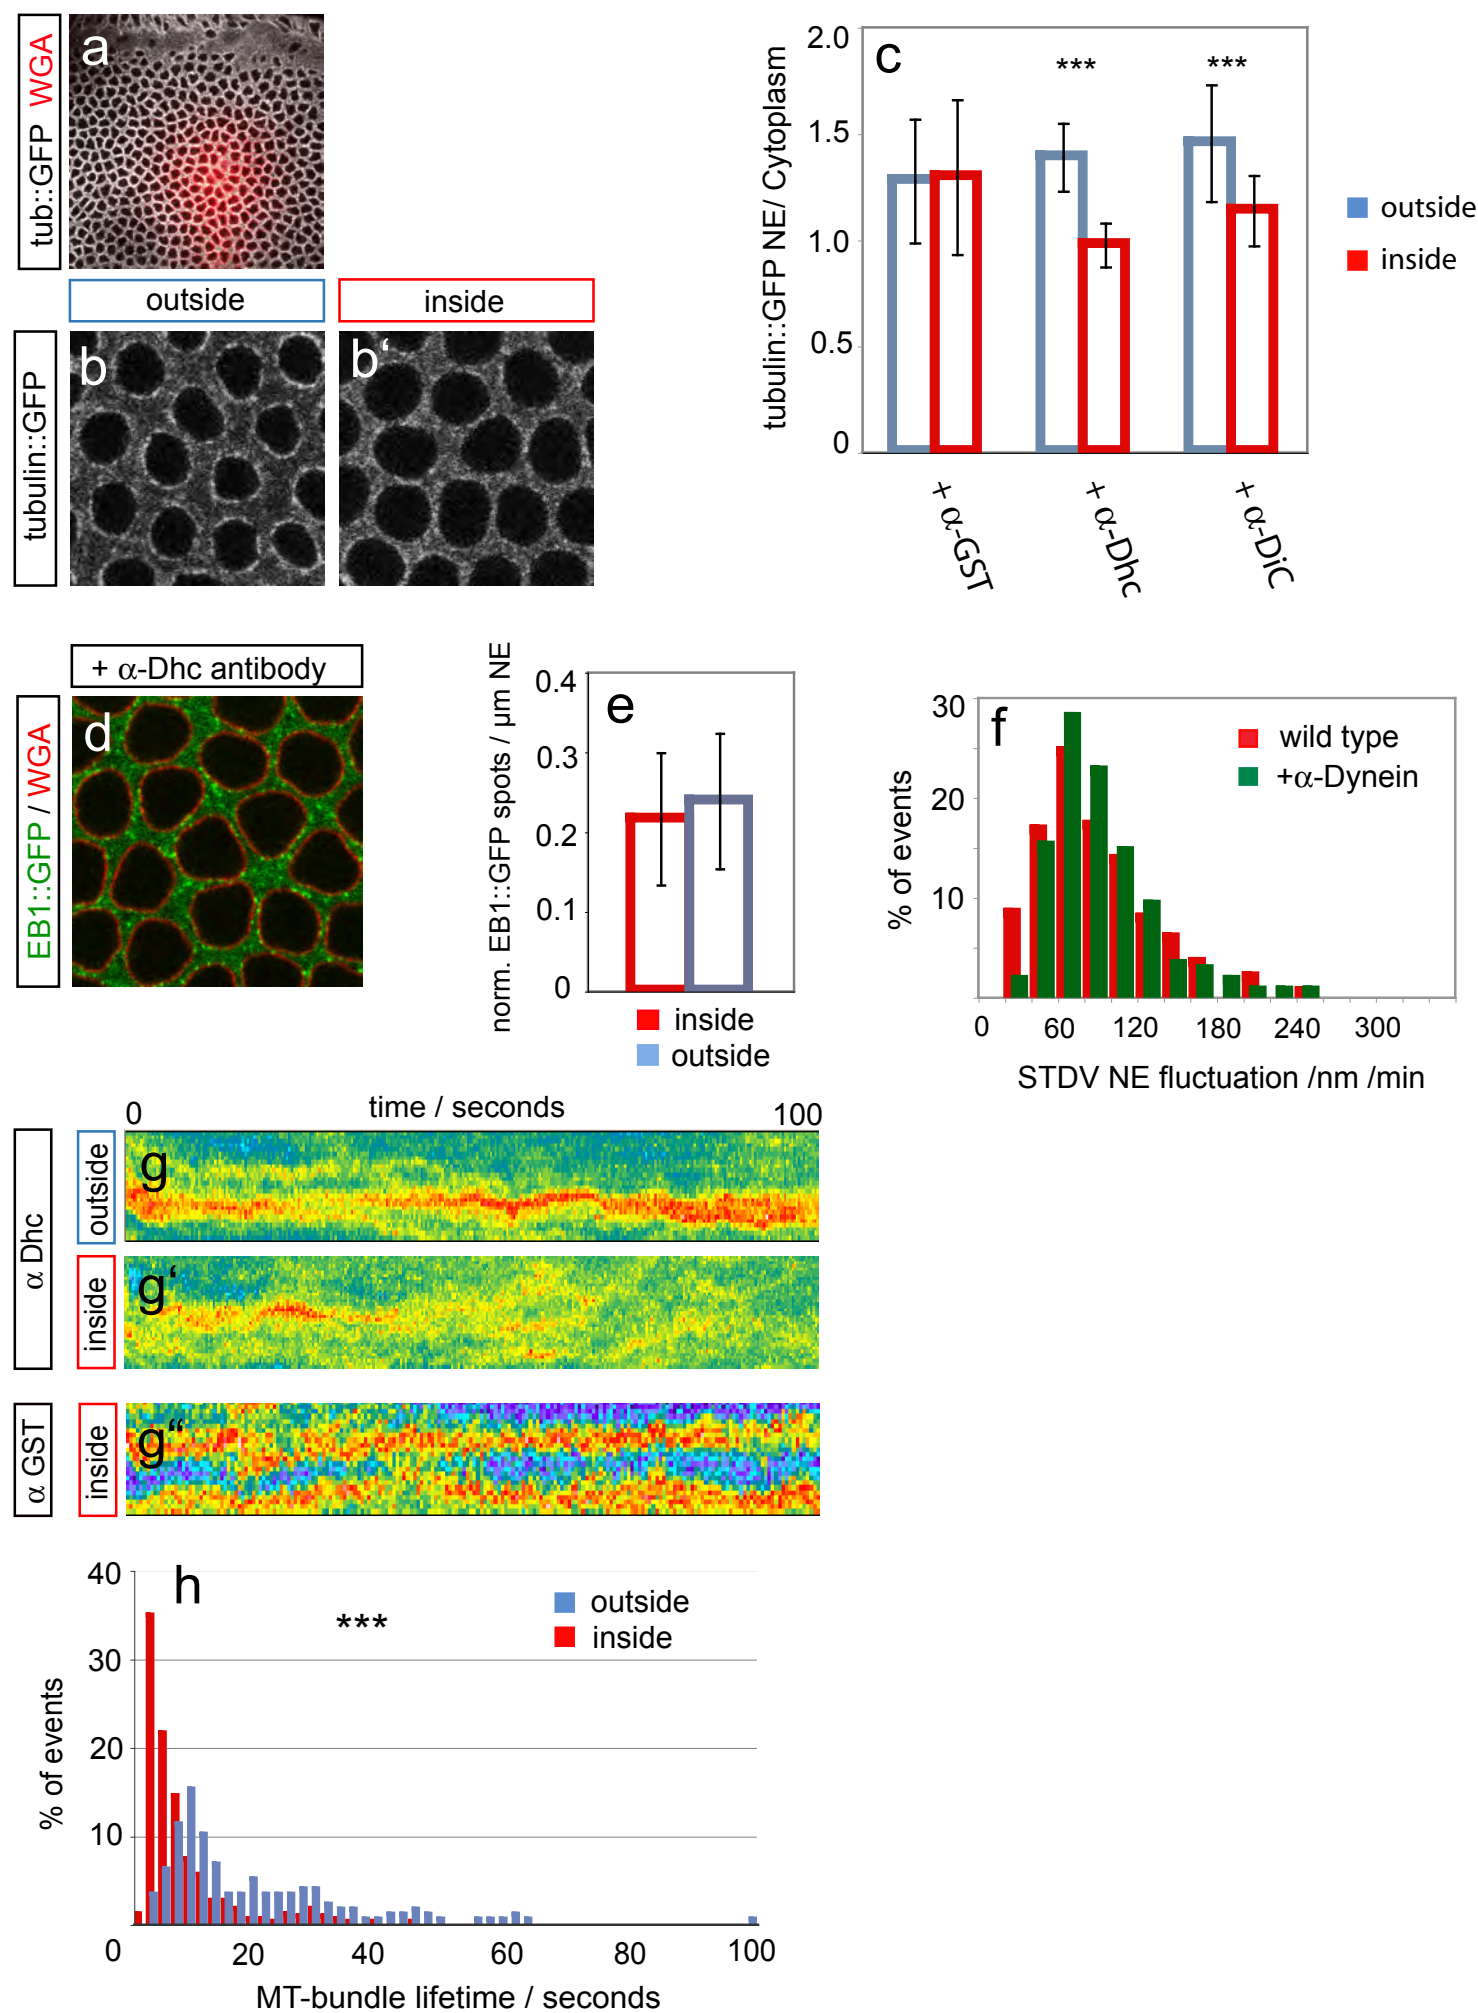 tub::GFP WGA
a
outside
inside
tubulin::GFP
b
b‘
c
tubulin::GFP NE/ Cytoplasm
2.0
1.5
1.0
0.5
0
***
***
outside
inside
+ α-GST
+ α-Dhc
+ α-DiC
+ α-Dhc antibody
EB1::GFP / WGA
d
e
norm. EB1::GFP spots / µm NE
0.4
0.3
0.2
0.1
0
inside
outside
f
% of events
30
20
10
wild type
+α-Dynein
0 60 120 180 240 300
STDV NE fluctuation /nm /min
0 time / seconds 100
α Dhc
outside
g
inside
g‘
α GST
inside
g“
h
% of events
40
30
20
10
***
outside
inside
0 20 40 60 80 100
MT-bundle lifetime / seconds